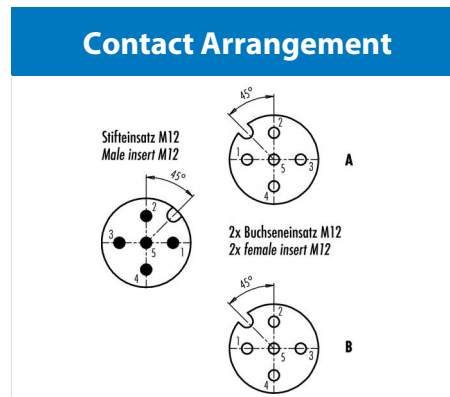 Contact Arrangement
Stifteinsatz M12
Male insert M12
45°
2
3
5
1
4
45°
2
1
5
3
4
A
2x Buchseneinsatz M12
2x female insert M12
45°
2
1
5
3
4
B